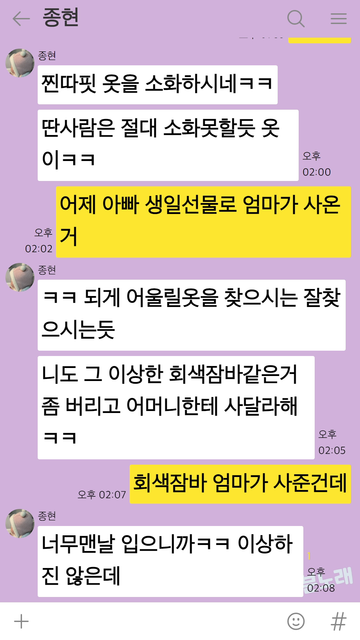 종현
종현
찐따핏 옷을 소화하시네ㅋㅋ
딴사람은 절대 소화못할듯 옷
이ㅋㅋ
오후
02:00
어제 아빠 생일선물로 엄마가 사온
거
오후
02:02
종현
ㅋㅋ 되게 어울릴옷을 찾으시는 잘찾
으시는듯
니도 그 이상한 회색잠바같은거
좀 버리고 어머니한테 사달라해
ㅋㅋ
오후
02:05
회색잠바 엄마가 사준건데
오후 02:07
종현
너무맨날 입으니까ㅋㅋ 이상하
진 않은데
오후
02:08